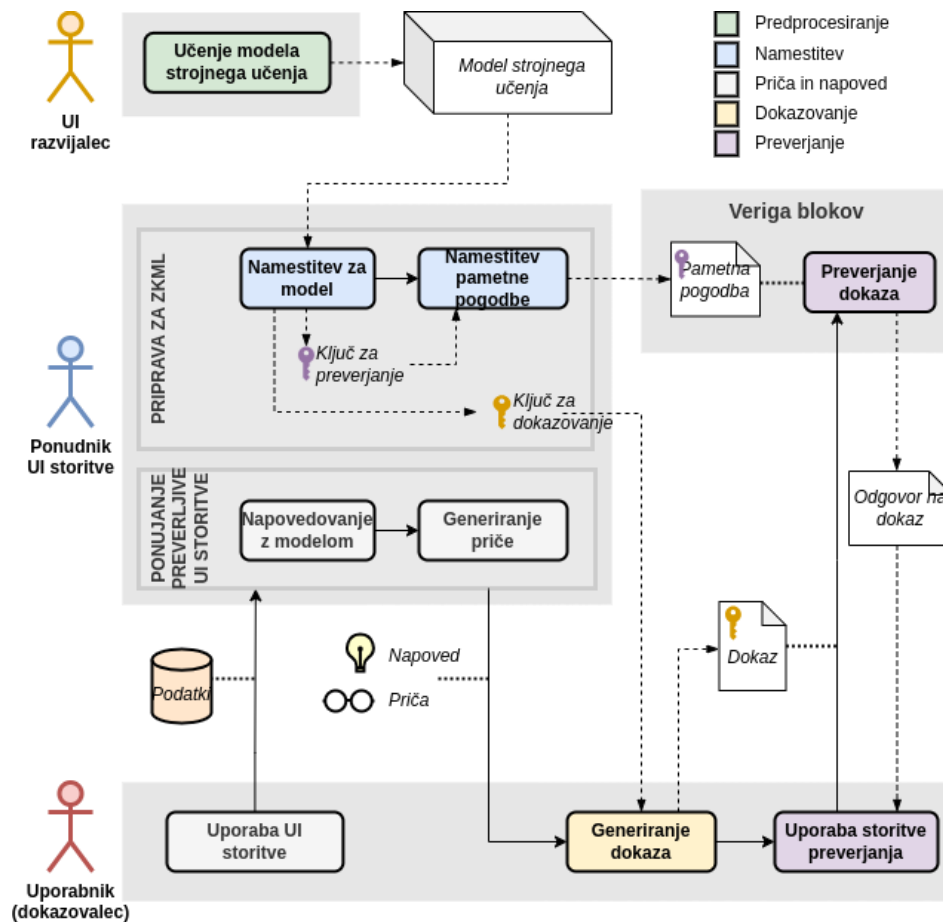 Učenje modela
strojnega učenja
Model strojnega
učenja
UI
razvijalec
Predprocesiranje
Namestitev
Priča in napoved
Dokazovanje
Preverjanje
PRIPRAVA ZA ZKML
Namestitev za
model
Namestitev
pametne
pogodbe
Ključ za
preverjanje
Ključ za
dokazovanje
Veriga blokov
Pametna
pogodba
Preverjanje
dokaza
Ponudnik
UI storitve
PONUJANJE
PREVERLJIVE
UI STORITVE
Napovedovanje
z modelom
Generiranje
priče
Odgovor na
dokaz
Podatki
Napoved
Priča
Dokaz
Uporabnik
(dokazovalec)
Uporaba UI
storitve
Generiranje
dokaza
Uporaba storitve
preverjanja